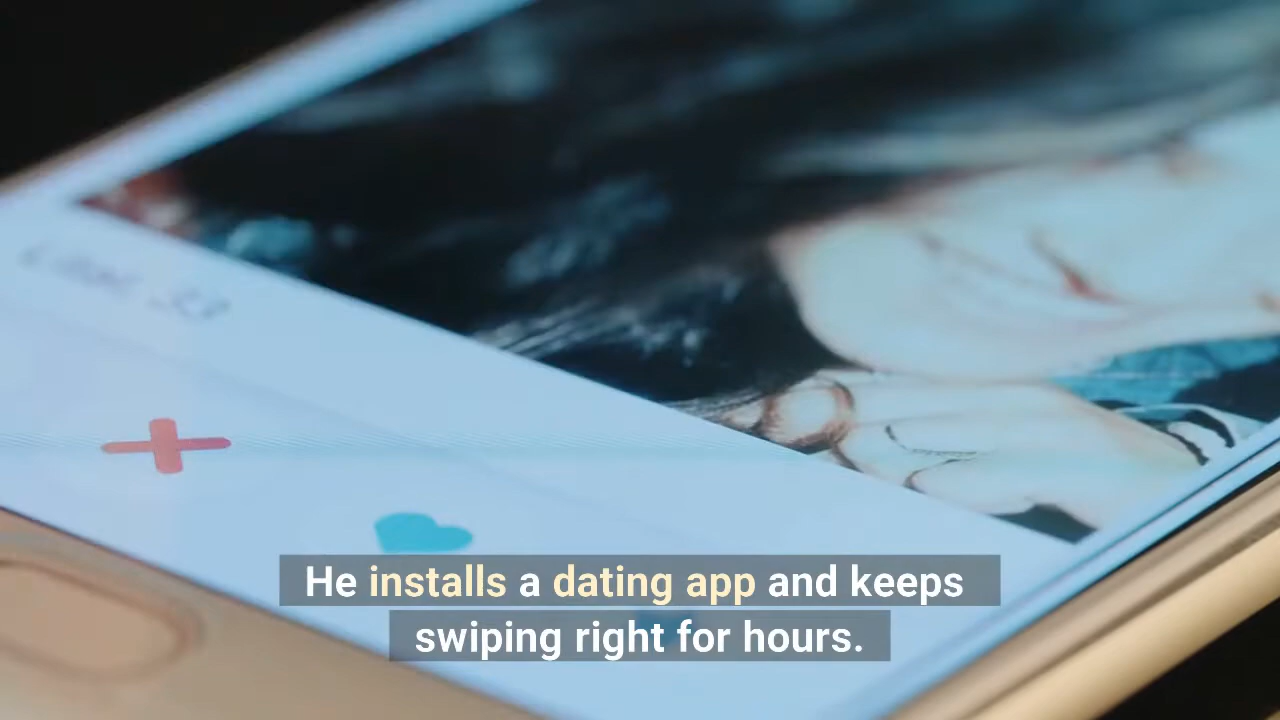 He installs a dating app and keeps
swiping right for hours.